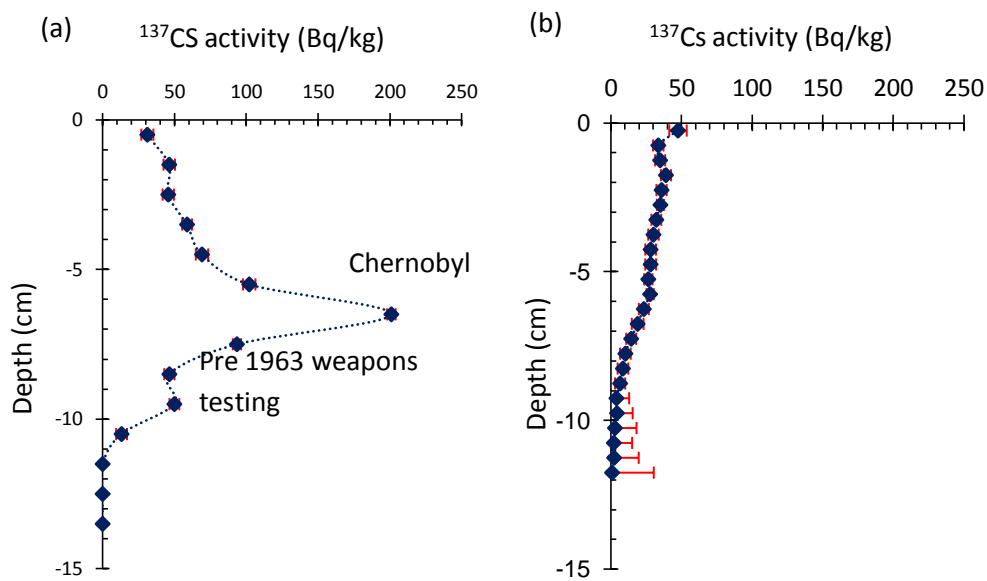 (a)
¹³⁷CS activity (Bq/kg)
0 50 100 150 200 250
0
-5
-10
-15
Depth (cm)
Chernobyl
Pre 1963 weapons
testing
(b)
¹³⁷Cs activity (Bq/kg)
0 50 100 150 200 250
0
-5
-10
-15
Depth (cm)